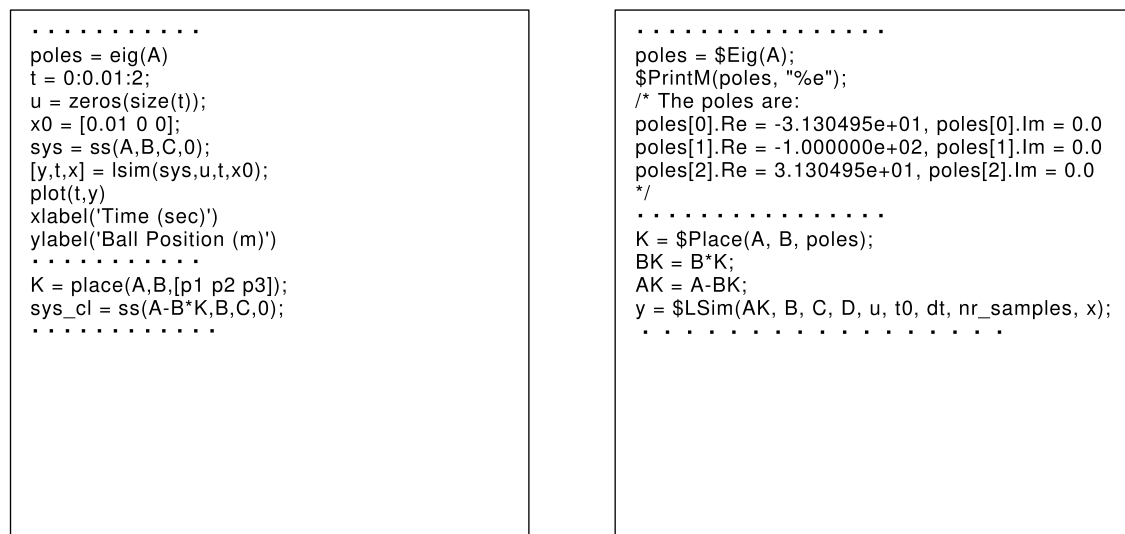 . . . . . . . . . . .
poles = eig(A)
t = 0:0.01:2;
u = zeros(size(t));
x0 = [0.01 0 0];
sys = ss(A,B,C,0);
[y,t,x] = lsim(sys,u,t,x0);
plot(t,y)
xlabel('Time (sec)')
ylabel('Ball Position (m)')
. . . . . . . . . . .
K = place(A,B,[p1 p2 p3]);
sys_cl = ss(A-B*K,B,C,0);
. . . . . . . . . . . .
. . . . . . . . . . . . . . . .
poles = $Eig(A);
$PrintM(poles, "%e");
/* The poles are:
poles[0].Re = -3.130495e+01, poles[0].Im = 0.0
poles[1].Re = -1.000000e+02, poles[1].Im = 0.0
poles[2].Re = 3.130495e+01, poles[2].Im = 0.0
*/
. . . . . . . . . . . . . . . .
K = $Place(A, B, poles);
BK = B*K;
AK = A-BK;
y = $LSim(AK, B, C, D, u, t0, dt, nr_samples, x);
. . . . . . . . . . . . . . . . .